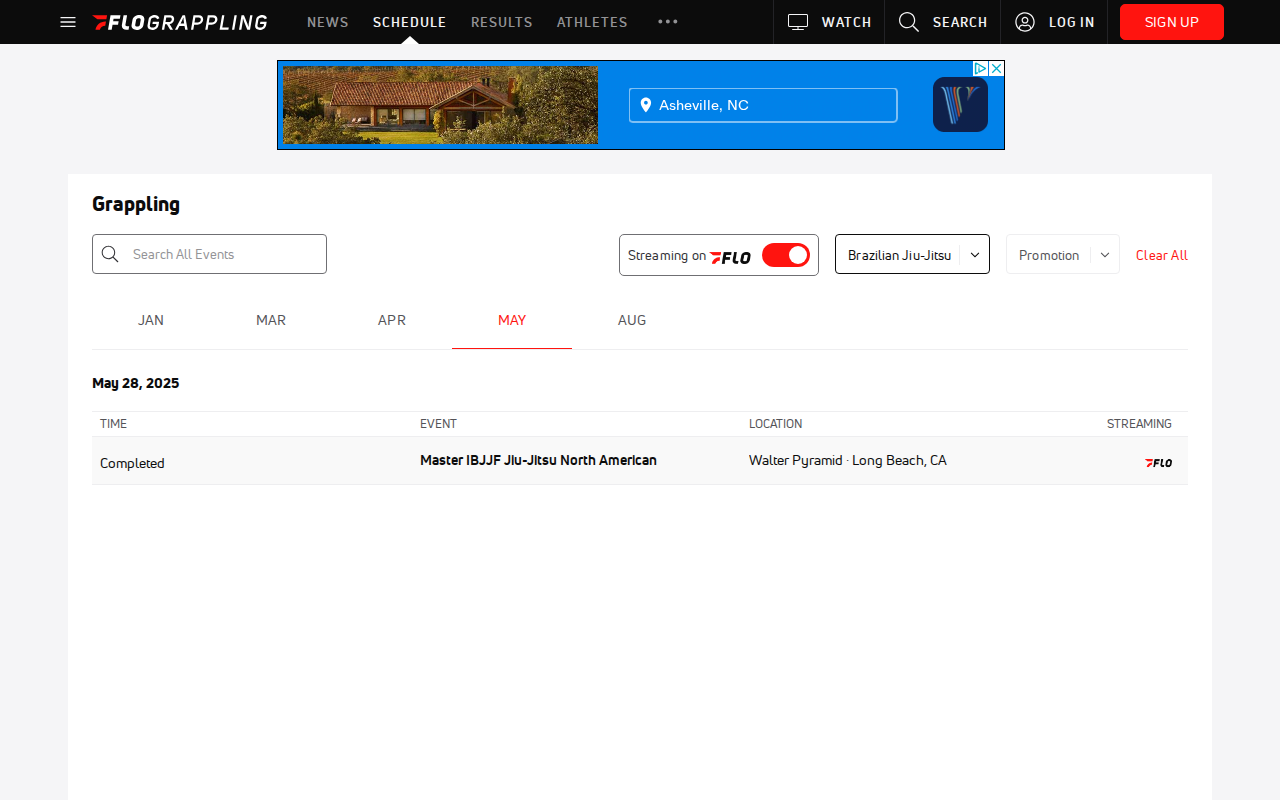 FLOGRAPPLING NEWS SCHEDULE RESULTS ATHLETES WATCH SEARCH LOG IN SIGN UP
Asheville, NC
Grappling
Search All Events Streaming on FLO Brazilian Jiu-Jitsu Promotion Clear All
JAN MAR APR MAY AUG
May 28, 2025
TIME EVENT LOCATION STREAMING
Completed Master IBJJF Jiu-Jitsu North American Walter Pyramid · Long Beach, CA FLO